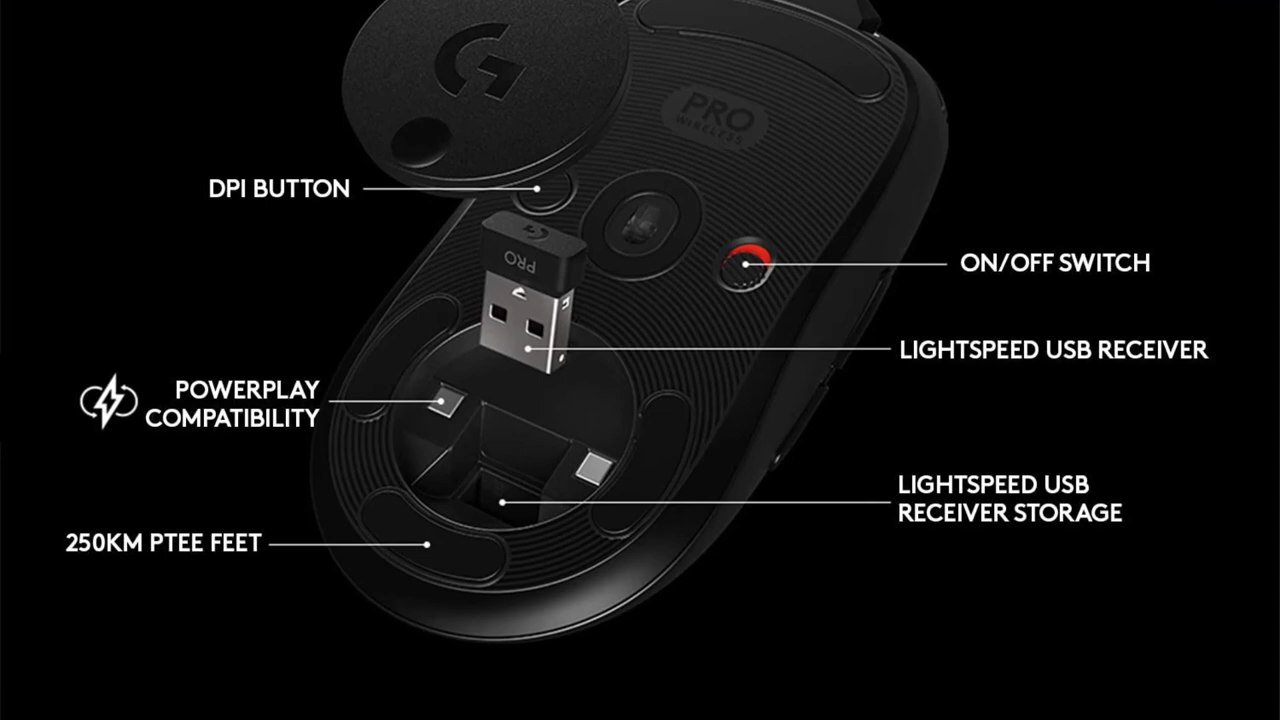 PRO
WIRELESS
DPI BUTTON
PRO
ON/OFF SWITCH
LIGHTSPEED USB RECEIVER
POWERPLAY
COMPATIBILITY
LIGHTSPEED USB
RECEIVER STORAGE
250KM PTEE FEET